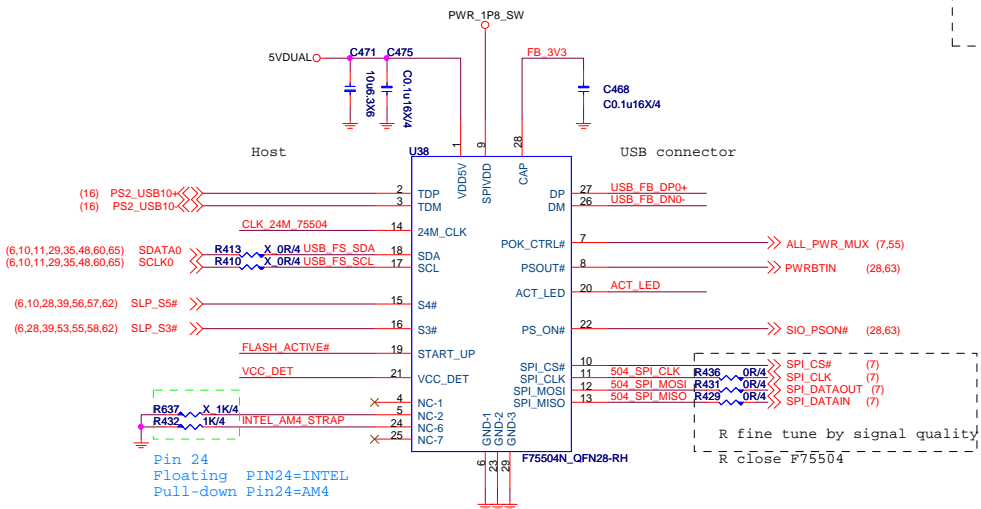 PWR_1P8_SW
5VDUAL
C471
C475
10u6.3X6
C0.1u16X/4
FB_3V3
C468
C0.1u16X/4
Host
USB connector
U38
1
9
28
VDD5V
SPIVDD
CAP
(16) PS2_USB10+
2
TDP
(16) PS2_USB10-
3
TDM
CLK_24M_75504
14
24M_CLK
(6,10,11,29,35,48,60,65) SDATA0
R413
X_0R/4
USB_FS_SDA
18
SDA
(6,10,11,29,35,48,60,65) SCLK0
R410
X_0R/4
USB_FS_SCL
17
SCL
(6,10,28,39,56,57,62) SLP_S5#
15
S4#
(6,28,39,53,55,58,62) SLP_S3#
16
S3#
FLASH_ACTIVE#
19
START_UP
VCC_DET
21
VCC_DET
4
NC-1
R637
X_1K/4
5
NC-2
R432
1K/4
INTEL_AM4_STRAP
24
NC-6
25
NC-7
DP
27
USB_FB_DP0+
DM
26
USB_FB_DN0-
POK_CTRL#
7
ALL_PWR_MUX (7,55)
PSOUT#
8
PWRBTIN (28,63)
ACT_LED
20
ACT_LED
PS_ON#
22
SIO_PSON# (28,63)
SPI_CS#
10
SPI_CS# (7)
SPI_CLK
11
504_SPI_CLK
R436
0R/4
SPI_CLK (7)
SPI_MOSI
12
504_SPI_MOSI
R431
0R/4
SPI_DATAOUT (7)
SPI_MISO
13
504_SPI_MISO
R429
0R/4
SPI_DATAIN (7)
GND-1
GND-2
GND-3
6
23
29
F75504N_QFN28-RH
R fine tune by signal quality
R close F75504
Pin 24
Floating PIN24=INTEL
Pull-down Pin24=AM4